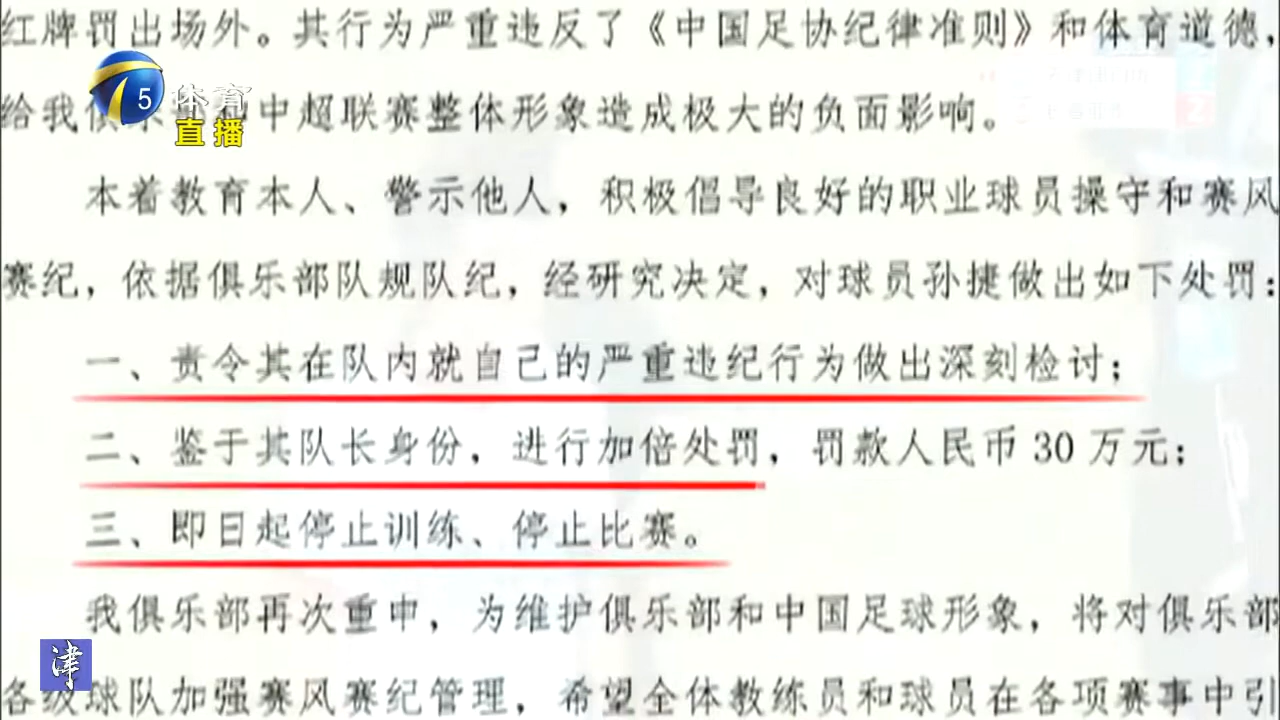 红牌罚出场外。其行为严重违反了《中国足协纪律准则》和体育道德，
5 体育
直播
给我俱乐部 中超联赛整体形象造成极大的负面影响。
本着教育本人、警示他人，积极倡导良好的职业球员操守和赛风
赛纪，依据俱乐部队规队纪，经研究决定，对球员孙捷做出如下处罚：
一、责令其在队内就自己的严重违纪行为做出深刻检讨；
二、鉴于其队长身份，进行加倍处罚，罚款人民币 30 万元；
三、即日起停止训练、停止比赛。
我俱乐部再次重申，为维护俱乐部和中国足球形象，将对俱乐部
津
各级球队加强赛风赛纪管理，希望全体教练员和球员在各项赛事中引